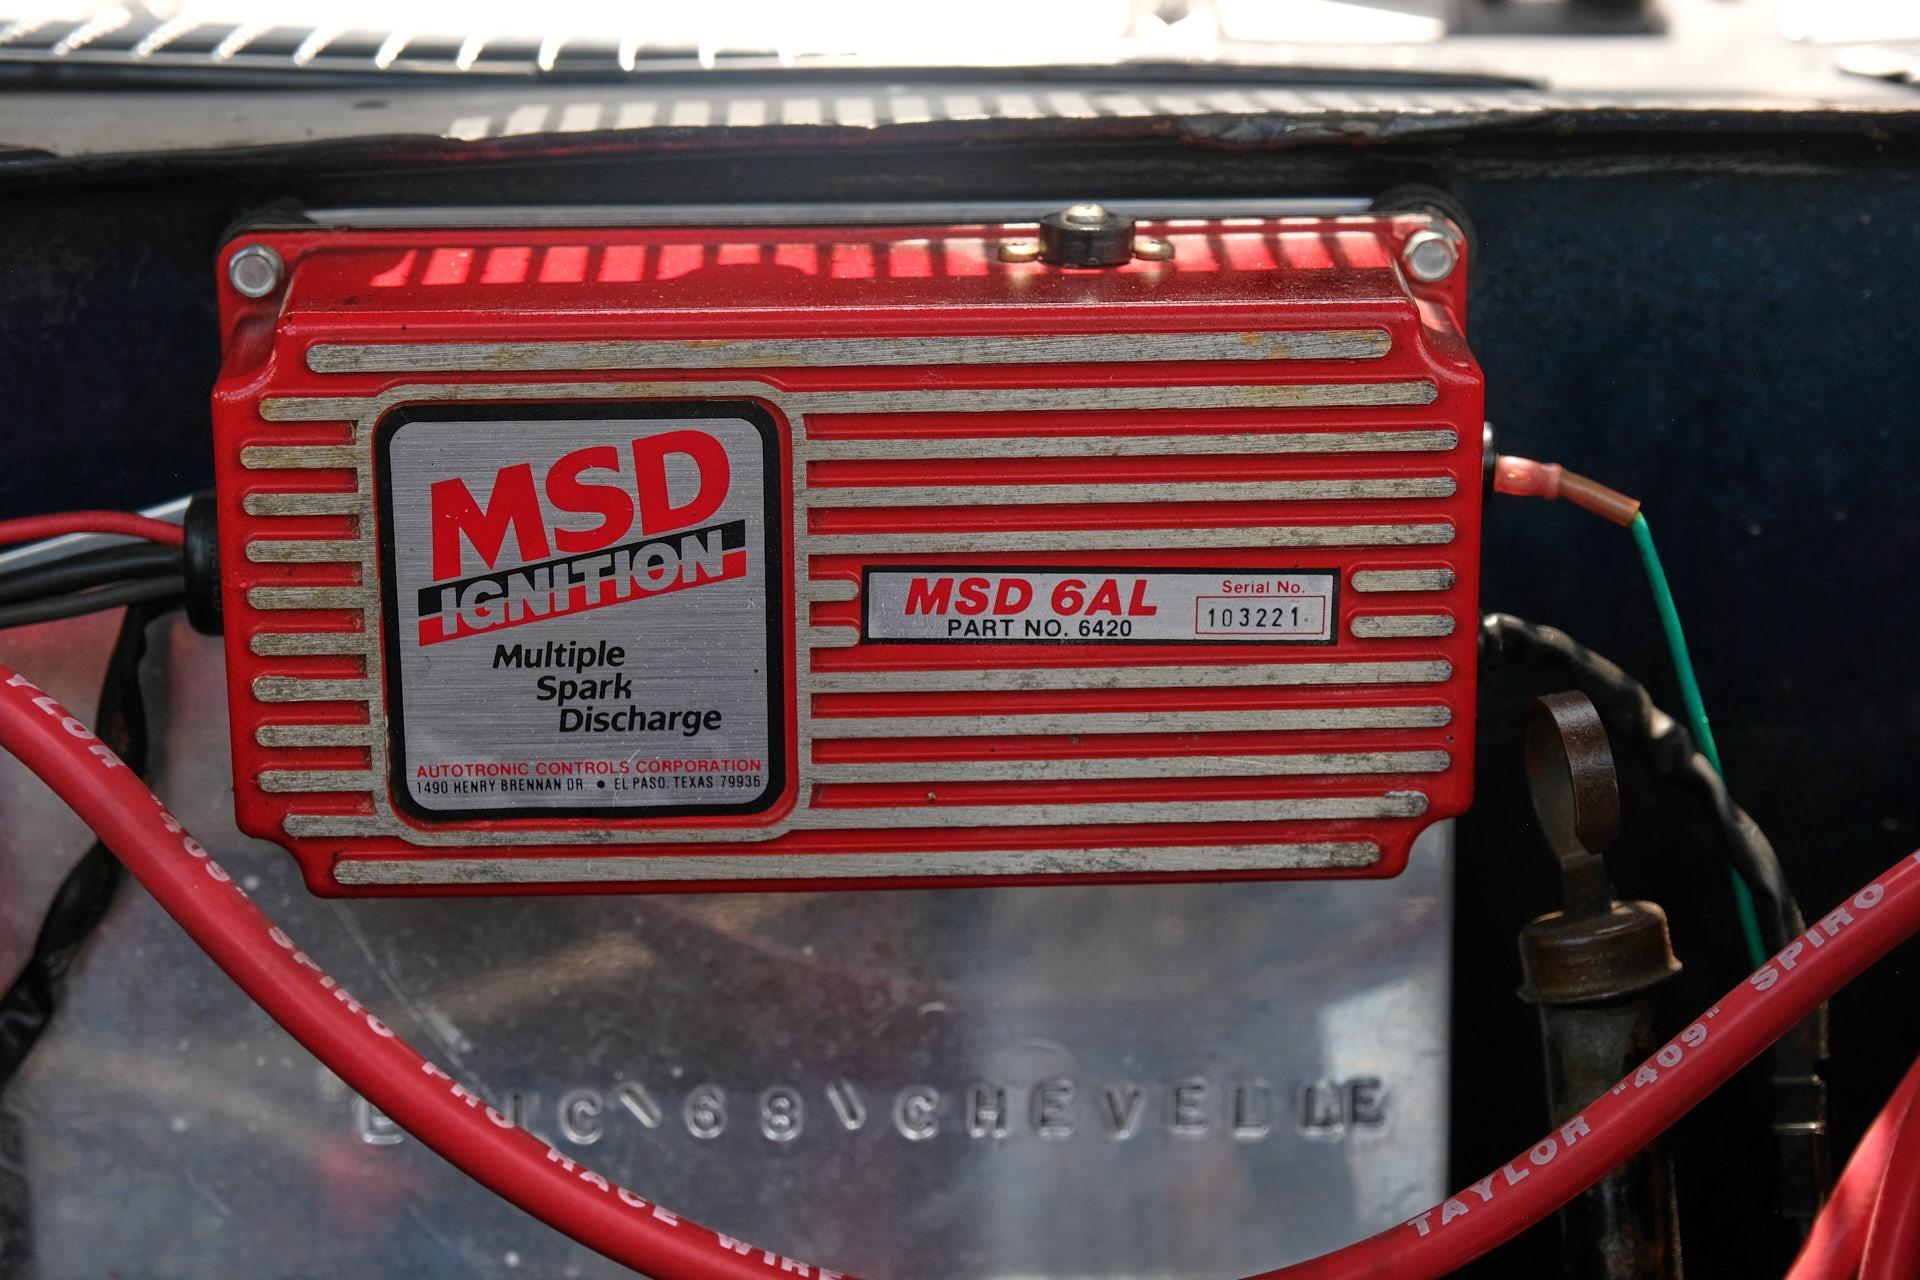 MSD
IGNITION
Multiple
Spark
Discharge
AUTOTRONIC CONTROLS CORPORATION
1490 HENRY BRENNAN DR. • EL PASO, TEXAS 79936
MSD 6AL
PART NO. 6420
Serial No.
103221
"409" SPIRO PRO RACE WIRE
TAYLOR "409" SPIRO
\68\CHEVELLE